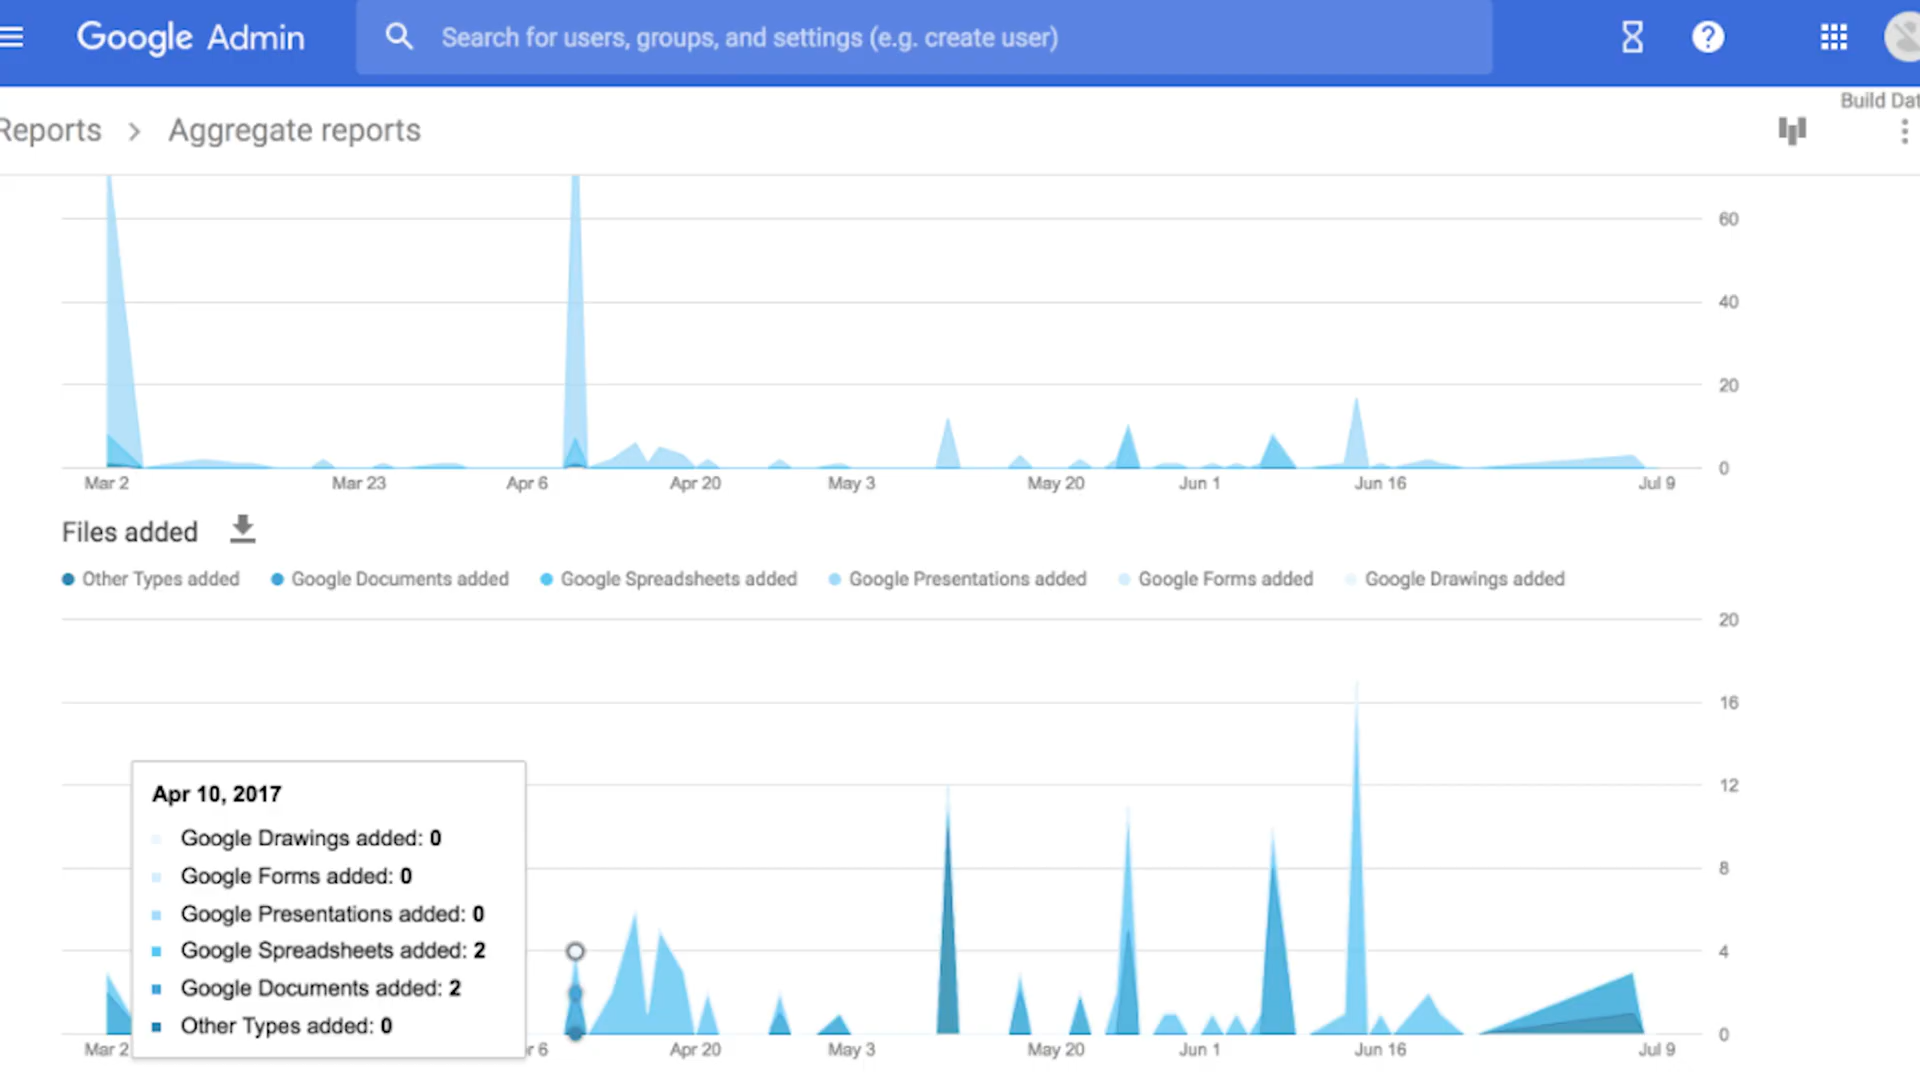 Google Admin
Search for users, groups, and settings (e.g. create user)
Build Dat
Reports > Aggregate reports
60
40
20
0
Mar 2 Mar 23 Apr 6 Apr 20 May 3 May 20 Jun 1 Jun 16 Jul 9
Files added
Other Types added Google Documents added Google Spreadsheets added Google Presentations added Google Forms added Google Drawings added
20
16
12
8
4
0
Apr 10, 2017
Google Drawings added: 0
Google Forms added: 0
Google Presentations added: 0
Google Spreadsheets added: 2
Google Documents added: 2
Other Types added: 0
Mar 2 r 6 Apr 20 May 3 May 20 Jun 1 Jun 16 Jul 9